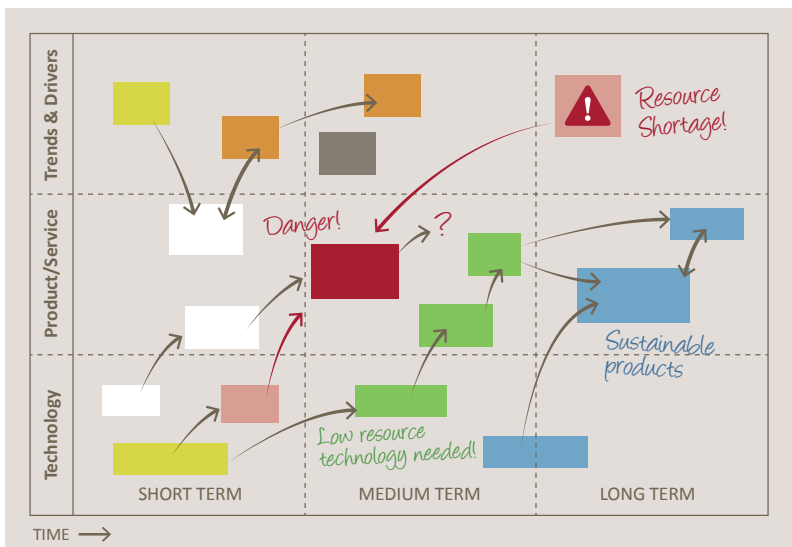 Trends & Drivers
Resource
Shortage!
!
Product/Service
Danger!
?
Sustainable
products
Technology
Low resource
technology needed!
SHORT TERM
MEDIUM TERM
LONG TERM
TIME